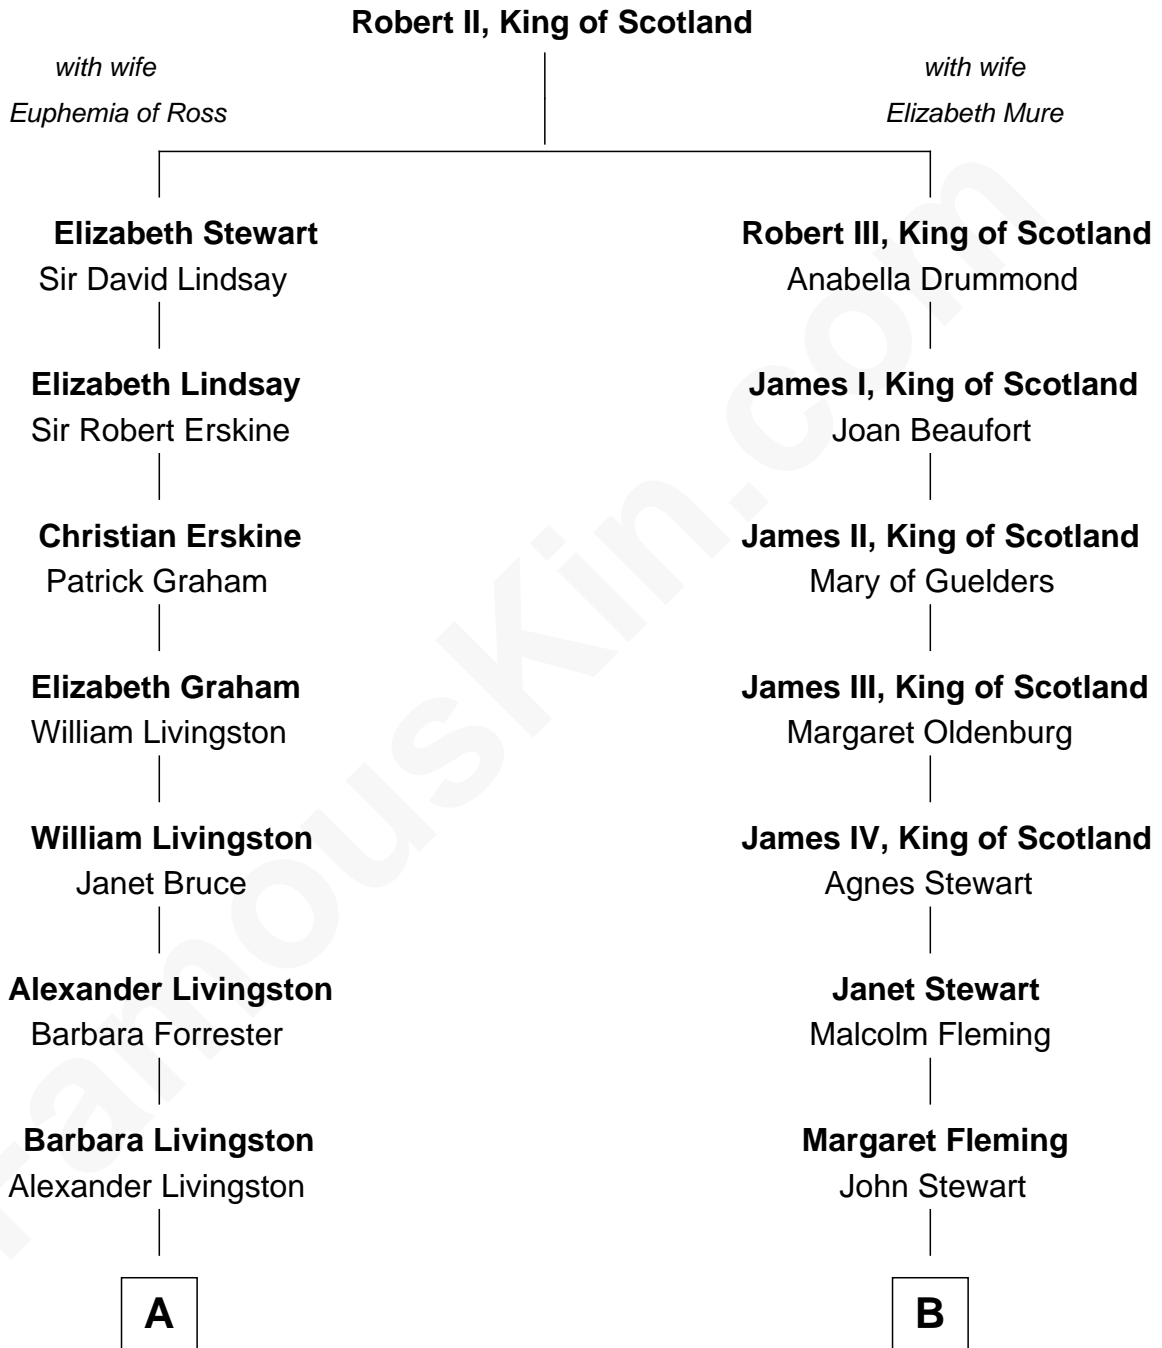 Robert II, King of Scotland
with wife
Euphemia of Ross
with wife
Elizabeth Mure
Elizabeth Stewart
Sir David Lindsay
Robert III, King of Scotland
Anabella Drummond
Elizabeth Lindsay
Sir Robert Erskine
James I, King of Scotland
Joan Beaufort
Christian Erskine
Patrick Graham
James II, King of Scotland
Mary of Guelders
Elizabeth Graham
William Livingston
James III, King of Scotland
Margaret Oldenburg
William Livingston
Janet Bruce
James IV, King of Scotland
Agnes Stewart
Alexander Livingston
Barbara Forrester
Janet Stewart
Malcolm Fleming
Barbara Livingston
Alexander Livingston
Margaret Fleming
John Stewart
A
B
FamousKin.com